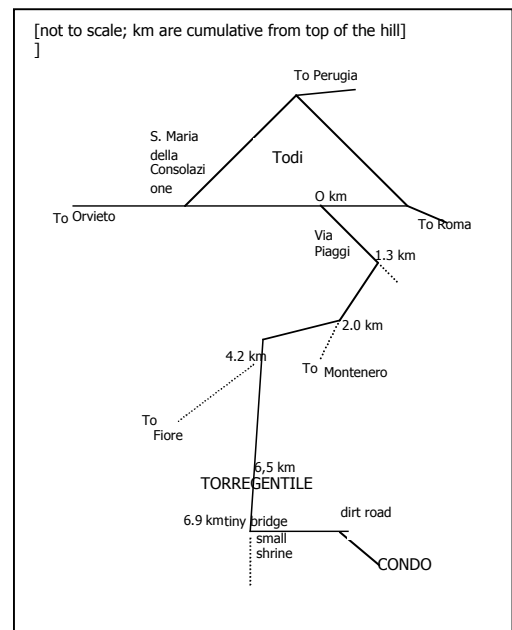 [not to scale; km are cumulative from top of the hill]
]
To Perugia
S. Maria
della
Consolazi
one
Todi
O km
To Orvieto
To Roma
Via
Piaggi
1.3 km
2.0 km
4.2 km
To Montenero
To
Fiore
6,5 km
TORREGENTILE
6.9 km tiny bridge
dirt road
small
shrine
CONDO